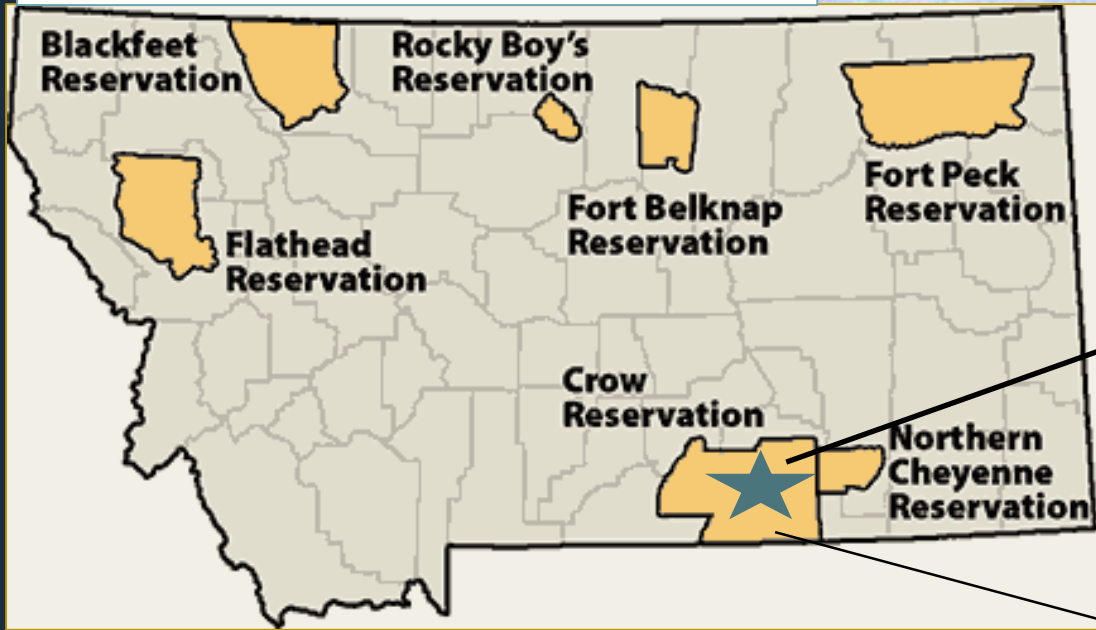 Blackfeet
Reservation
Rocky Boy's
Reservation
Fort Peck
Reservation
Fort Belknap
Reservation
Flathead
Reservation
Crow
Reservation
Northern
Cheyenne
Reservation